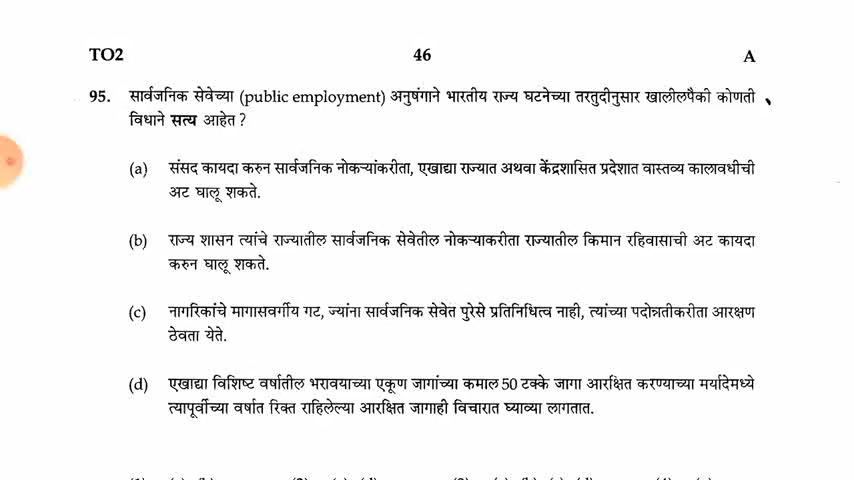 TO2 46 A
95. सार्वजनिक सेवेच्या (public employment) अनुषंगाने भारतीय राज्य घटनेच्या तरतुदीनुसार खालीलपैकी कोणती
विधाने सत्य आहेत ?
(a) संसद कायदा करुन सार्वजनिक नोकऱ्यांकरीता, एखाद्या राज्यात अथवा केंद्रशासित प्रदेशात वास्तव्य कालावधीची
अट घालू शकते.
(b) राज्य शासन त्यांचे राज्यातील सार्वजनिक सेवेतील नोकऱ्याकरीता राज्यातील किमान रहिवासाची अट कायदा
करुन घालू शकते.
(c) नागरिकांचे मागासवर्गीय गट, ज्यांना सार्वजनिक सेवेत पुरेसे प्रतिनिधित्व नाही, त्यांच्या पदोन्नतीकरीता आरक्षण
ठेवता येते.
(d) एखाद्या विशिष्ट वर्षातील भरावयाच्या एकूण जागांच्या कमाल 50 टक्के जागा आरक्षित करण्याच्या मर्यादेमध्ये
त्यापूर्वीच्या वर्षात रिक्त राहिलेल्या आरक्षित जागाही विचारात घ्याव्या लागतात.